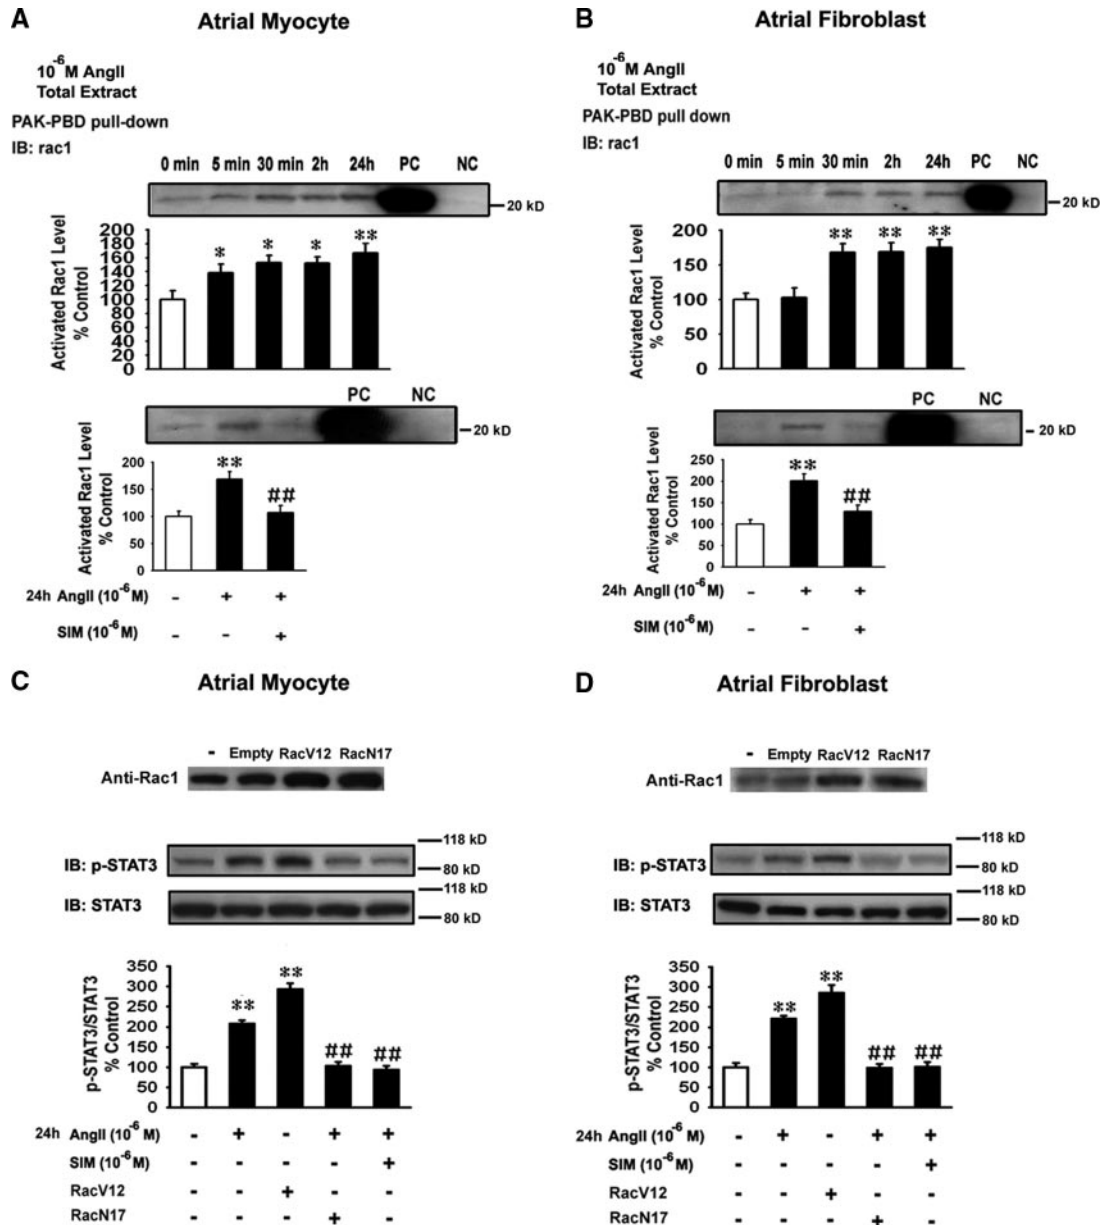 A Atrial Myocyte
10⁻⁶ M AngII
Total Extract
PAK-PBD pull-down
IB: rac1
0 min 5 min 30 min 2h 24h PC NC
20 kD
Activated Rac1 Level
% Control
200
180
160
140
120
100
80
60
40
20
0
* * * **
PC NC
20 kD
Activated Rac1 Level
% Control
200
150
100
50
0
** ##
24h AngII (10⁻⁶ M) - + +
SIM (10⁻⁶ M) - - +
B Atrial Fibroblast
10⁻⁶ M AngII
Total Extract
PAK-PBD pull down
IB: rac1
0 min 5 min 30 min 2h 24h PC NC
20 kD
Activated Rac1 Level
% Control
200
150
100
50
0
** ** **
PC NC
20 kD
Activated Rac1 Level
% Control
250
200
150
100
50
0
** ##
24h AngII (10⁻⁶ M) - + +
SIM (10⁻⁶ M) - - +
C Atrial Myocyte
- Empty RacV12 RacN17
Anti-Rac1
118 kD
IB: p-STAT3
80 kD
118 kD
IB: STAT3
80 kD
p-STAT3/STAT3
% Control
350
300
250
200
150
100
50
0
** ** ## ##
24h AngII (10⁻⁶ M) - + - + +
SIM (10⁻⁶ M) - - - - +
RacV12 - - + - -
RacN17 - - - + -
D Atrial Fibroblast
- Empty RacV12 RacN17
Anti-Rac1
118 kD
IB: p-STAT3
80 kD
118 kD
IB: STAT3
80 kD
p-STAT3/STAT3
% Control
350
300
250
200
150
100
50
0
** ** ## ##
24h AngII (10⁻⁶ M) - + - + +
SIM (10⁻⁶ M) - - - - +
RacV12 - - + - -
RacN17 - - - + -